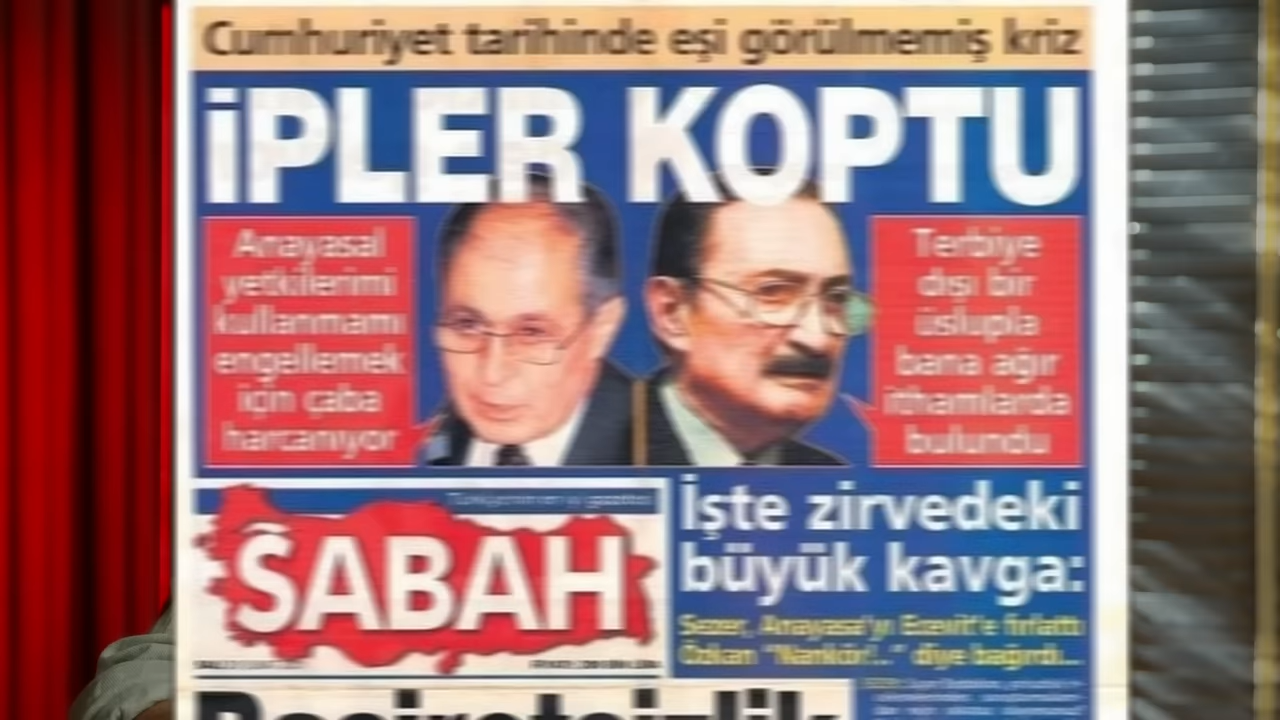 Cumhuriyet tarihinde eşi görülmemiş kriz
İPLER KOPTU
Anayasal
yetkilerimi
kullanmamı
engellemek
için çaba
harcanıyor
Terbiye
dışı bir
üslupla
bana ağır
ithamlarda
bulundu
SABAH
İşte zirvedeki
büyük kavga:
Sezer, Anayasa'yı Ecevit'e fırlattı
Özkan "Nankör!.." diye bağırdı...
Basiretsizlik